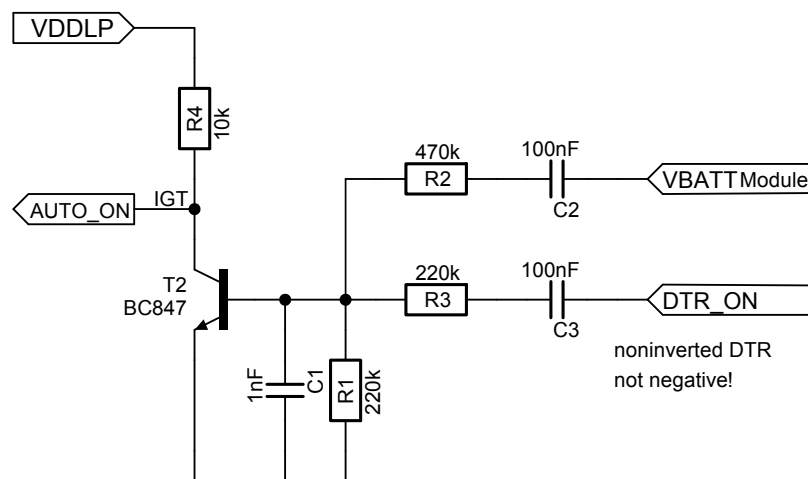 VDDLP
R4
10k
470k
R2
100nF
C2
VBATT Module
AUTO_ON
IGT
T2
BC847
220k
R3
100nF
C3
DTR_ON
noninverted DTR
not negative!
1nF
C1
R1
220k